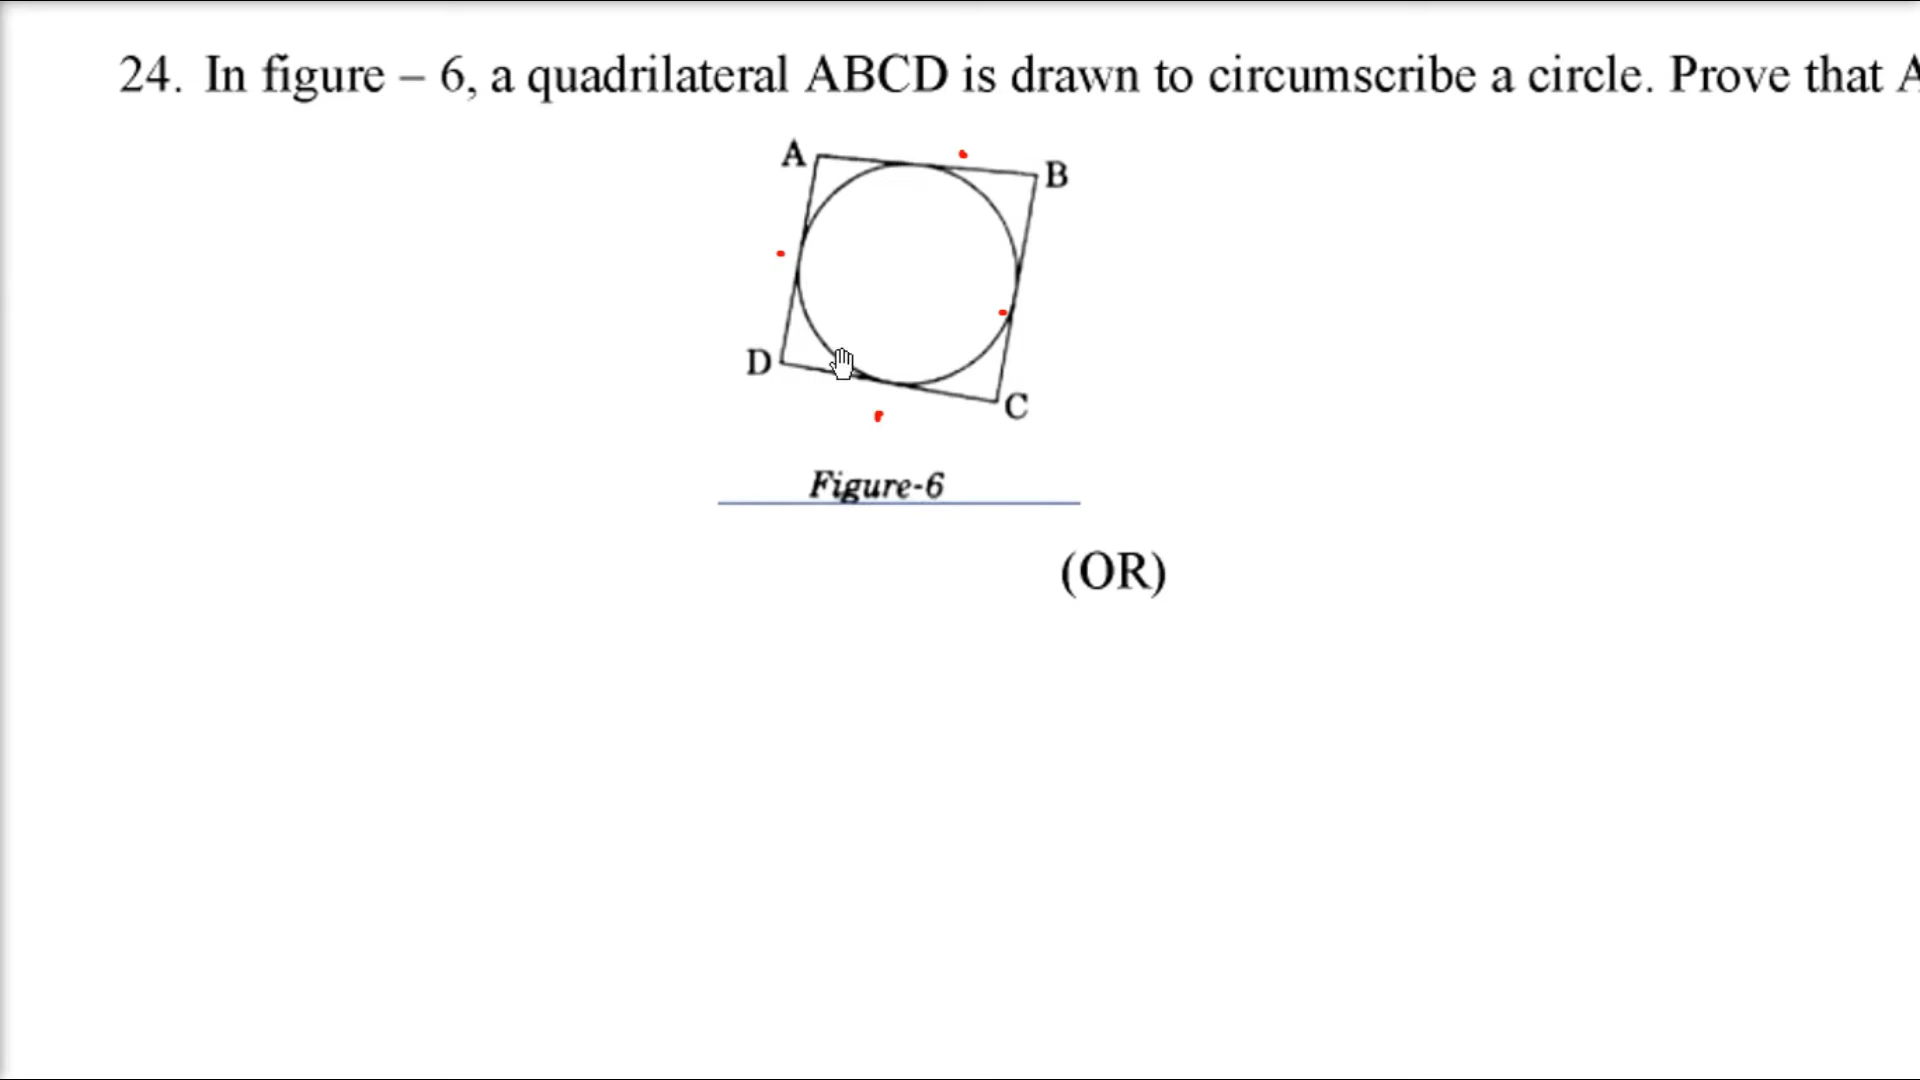 24. In figure – 6, a quadrilateral ABCD is drawn to circumscribe a circle. Prove that
A
B
D
C
Figure-6
(OR)